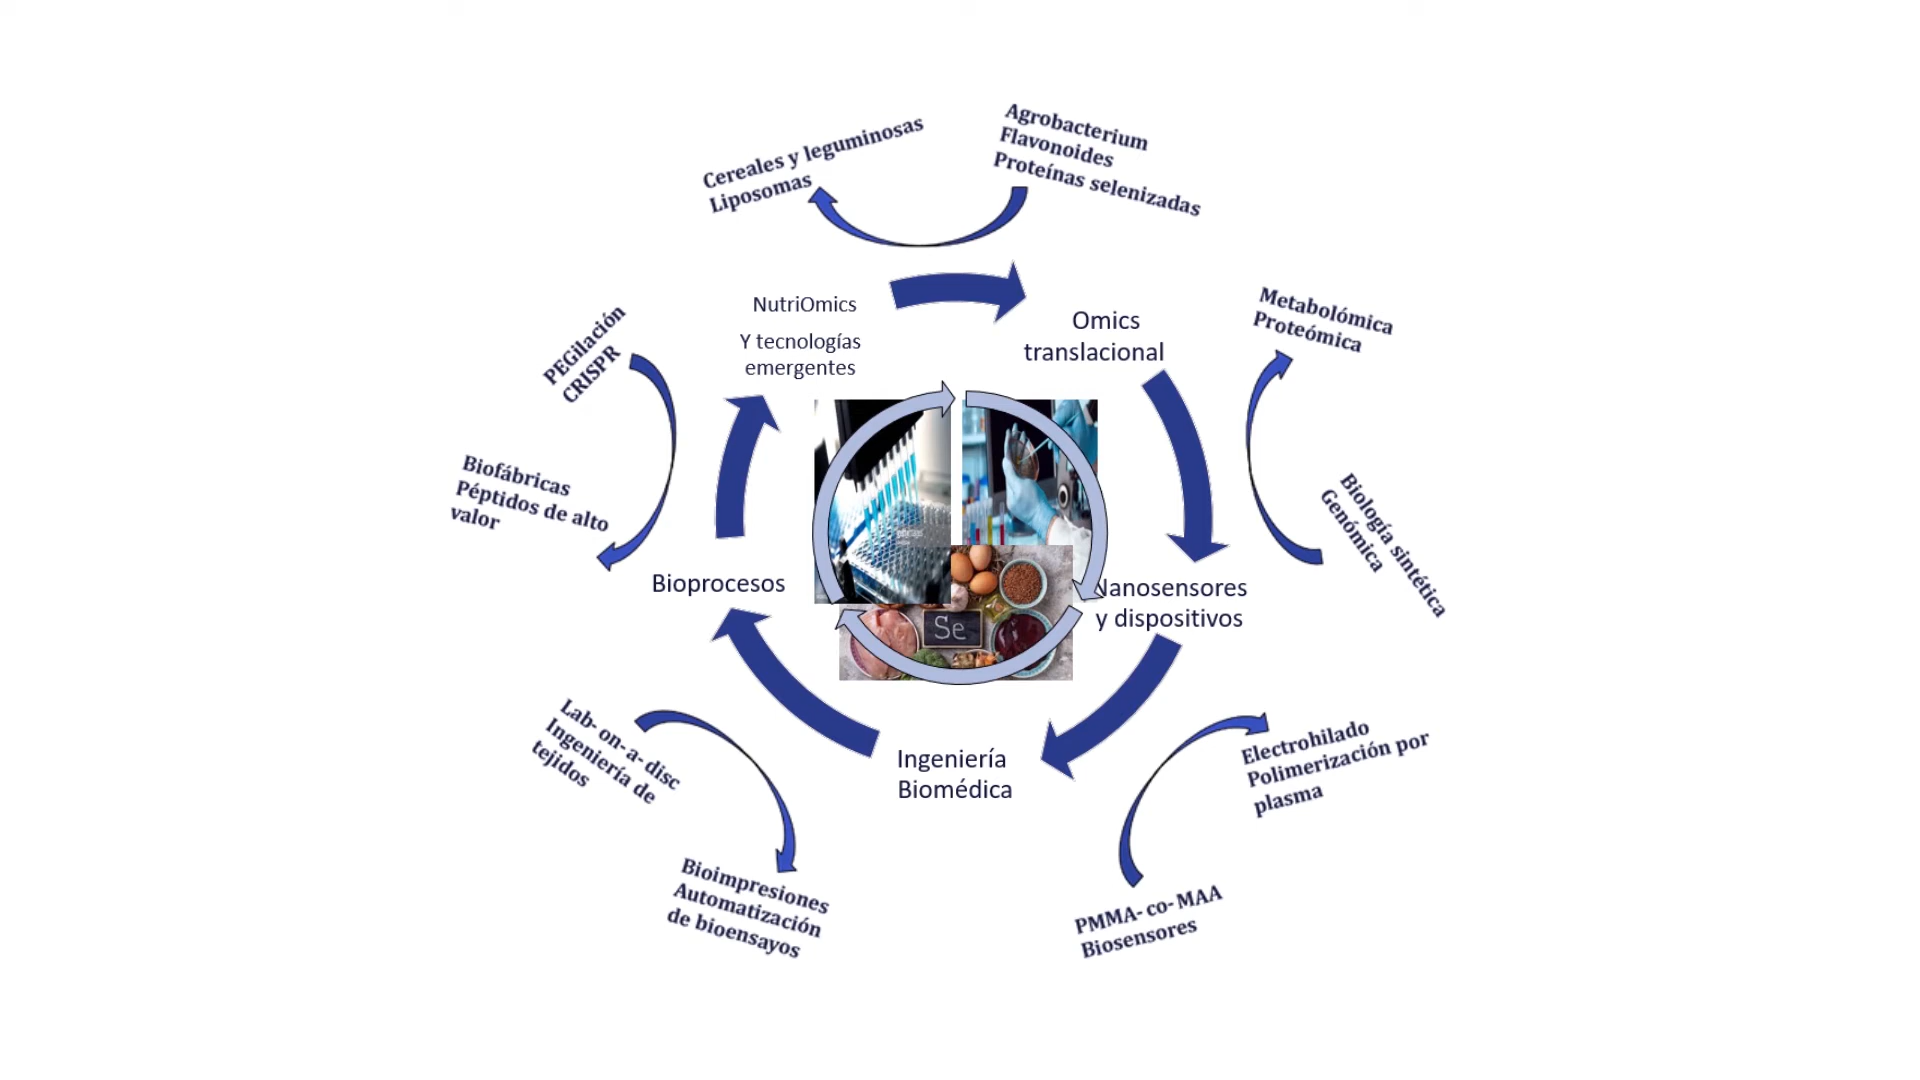 Cereales y leguminosas
Liposomas
Agrobacterium
Flavonoides
Proteínas selenizadas
NutriOmics
Y tecnologías
emergentes
Omics
translacional
Metabolómica
Proteómica
PEGilación
CRISPR
Biofábricas
Péptidos de alto
valor
Biología sintética
Genómica
Bioprocesos
Nanosensores
y dispositivos
Se
Lab- on- a- disc
Ingeniería de
tejidos
Ingeniería
Biomédica
Electrohilado
Polimerización por
plasma
Bioimpresiones
Automatización
de bioensayos
PMMA- co- MAA
Biosensores